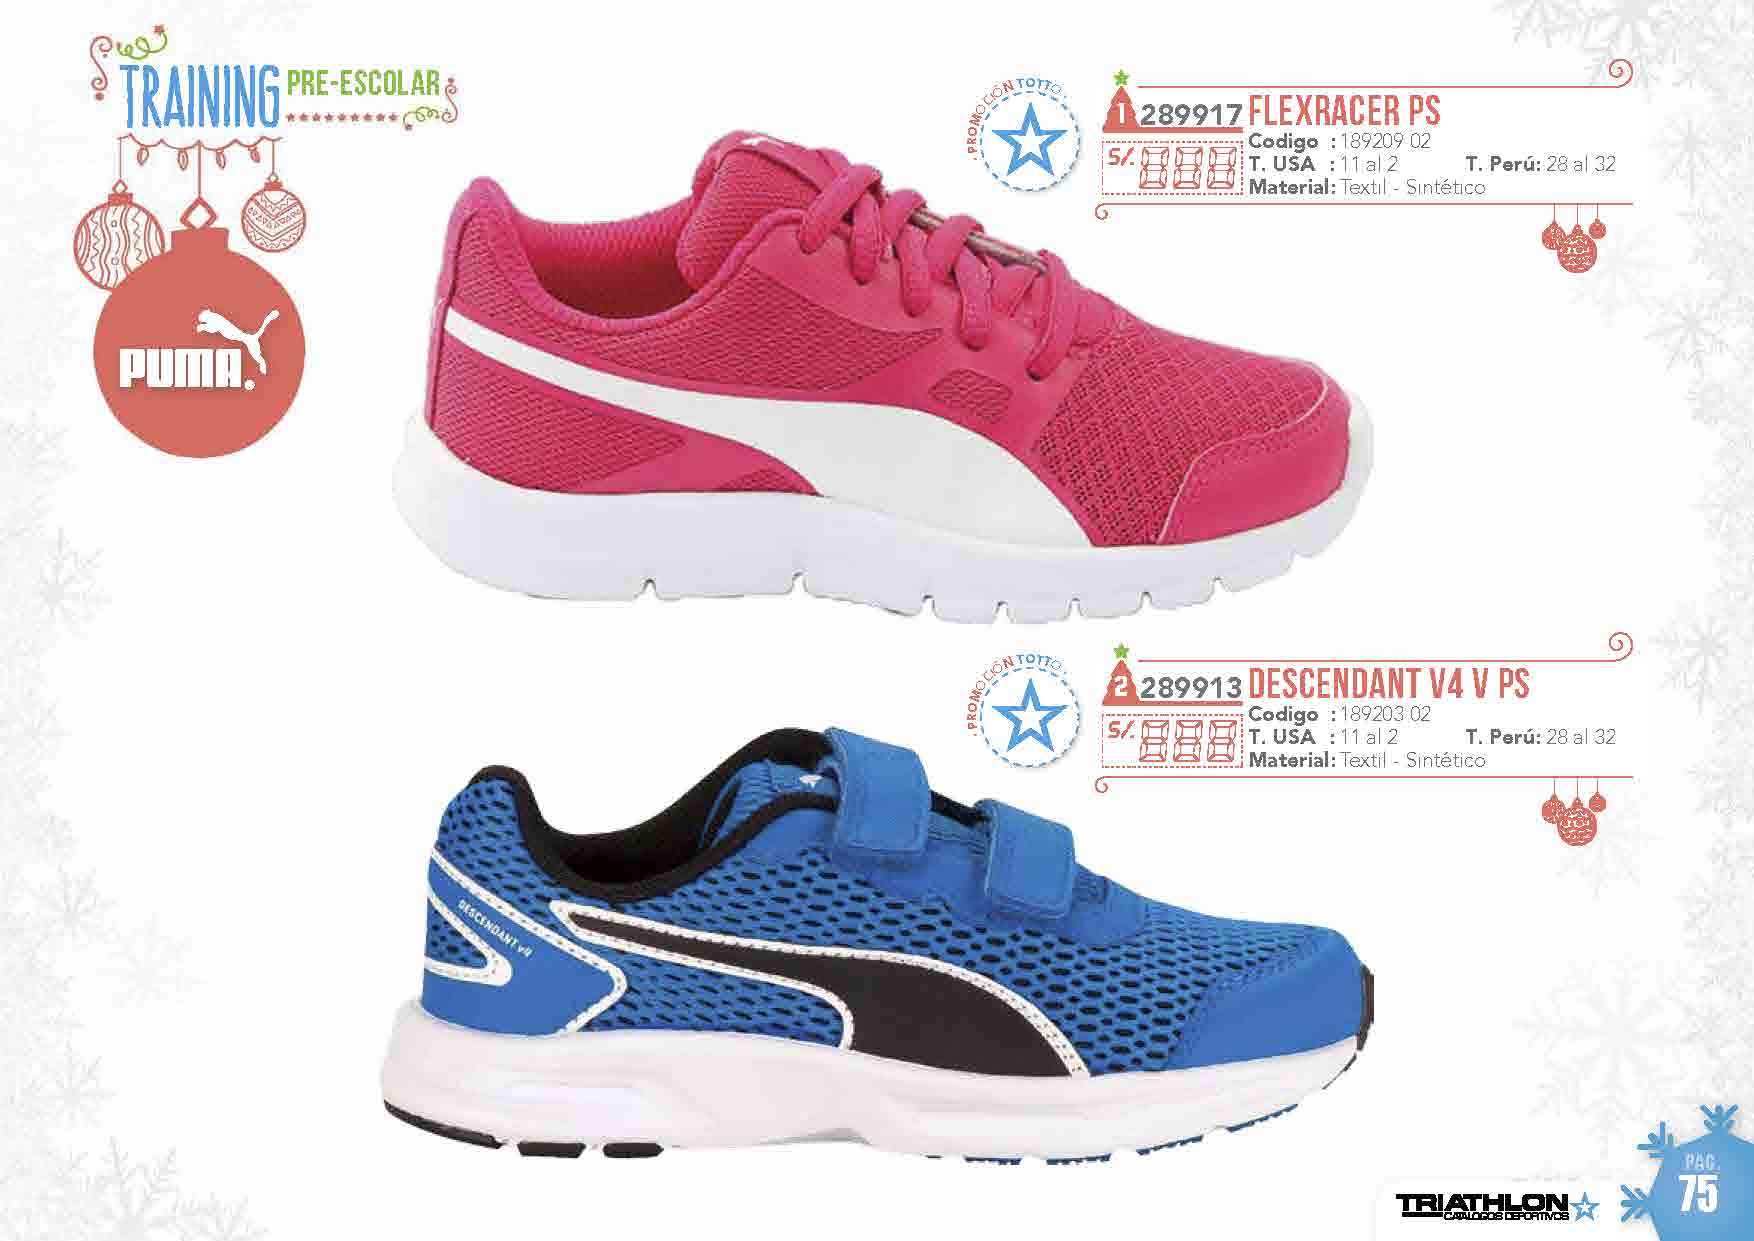 TRAINING PRE-ESCOLAR
PUMA.
· PROMOCIÓN TOTTO ·
1 289917 FLEXRACER PS
S/. 888
Codigo : 189209 02
T. USA : 11 al 2 T. Perú: 28 al 32
Material: Textil - Sintético
· PROMOCIÓN TOTTO ·
2 289913 DESCENDANT V4 V PS
S/. 888
Codigo : 189203 02
T. USA : 11 al 2 T. Perú: 28 al 32
Material: Textil - Sintético
DESCENDANT v4
TRIATHLON
CATALOGOS DEPORTIVOS
PAG.
75